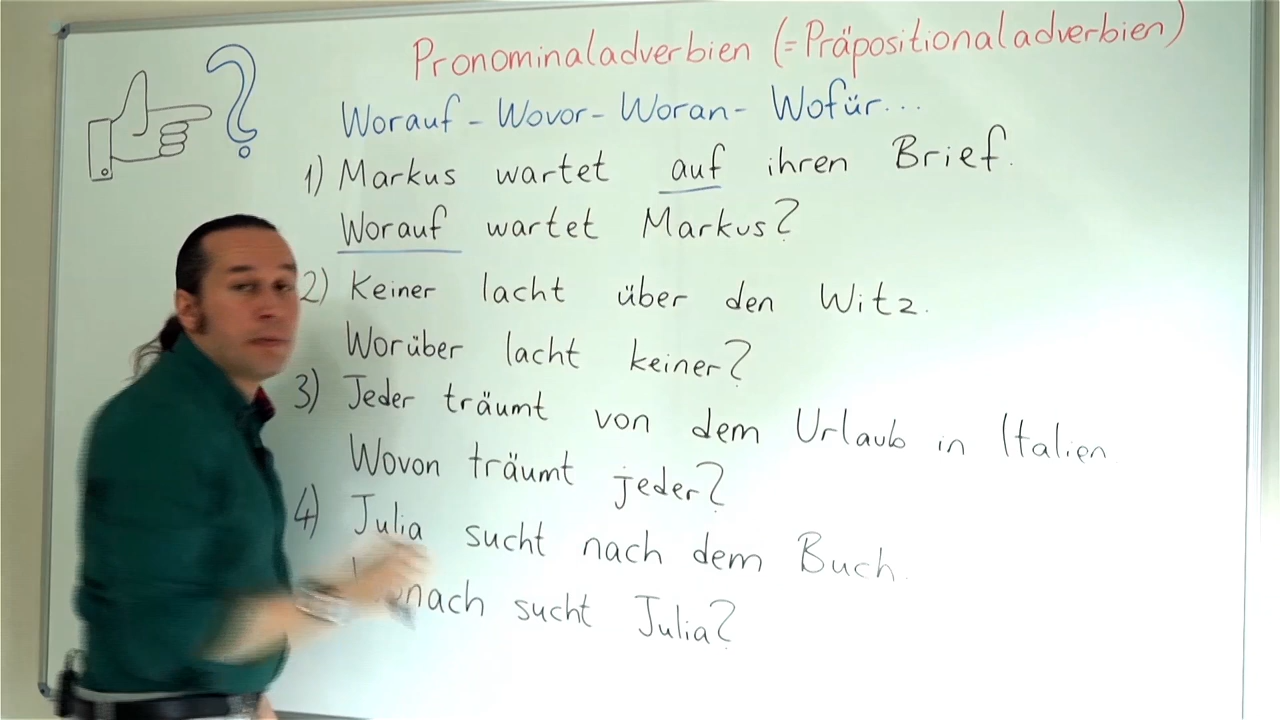 Pronominaladverbien (=Präpositionaladverbien)
Worauf - Wovor - Woran - Wofür...
1) Markus wartet auf ihren Brief.
Worauf wartet Markus?
2) Keiner lacht über den Witz.
Worüber lacht keiner?
3) Jeder träumt von dem Urlaub in Italien
Wovon träumt jeder?
4) Julia sucht nach dem Buch.
sucht Julia?
?